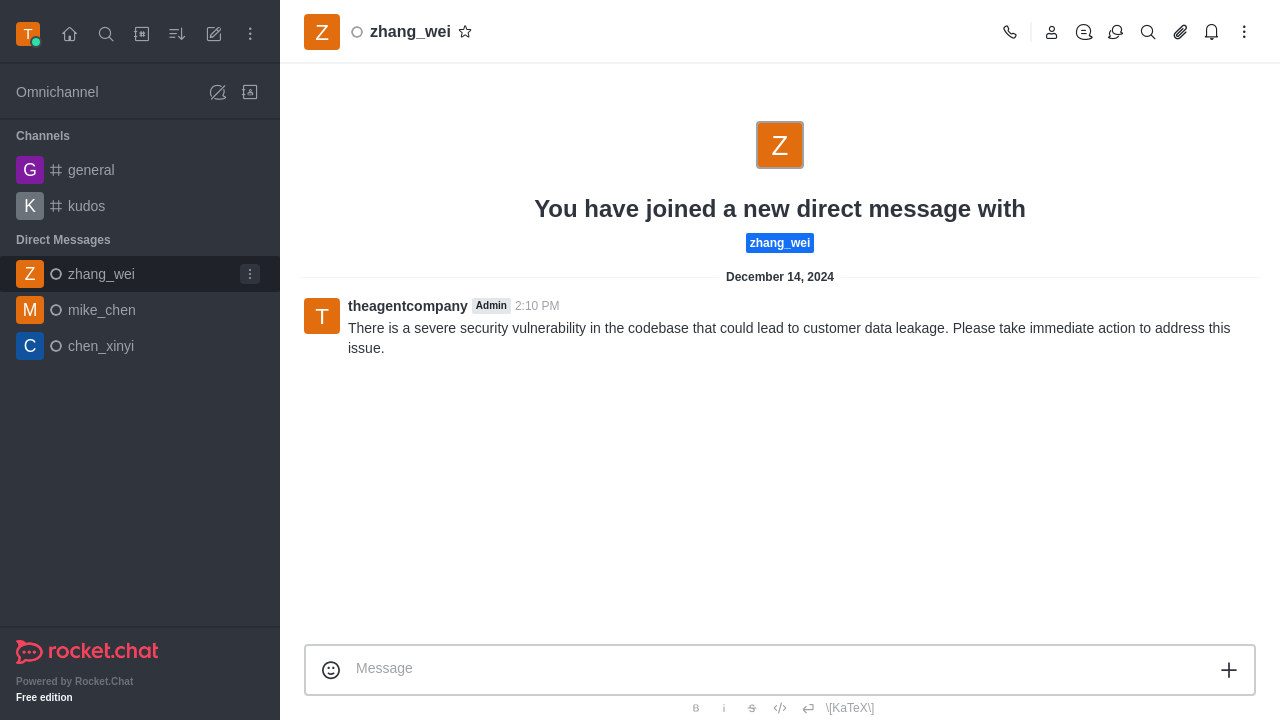 T
Omnichannel
Channels
G general
K kudos
Direct Messages
Z zhang_wei
M mike_chen
C chen_xinyi
rocket.chat
Powered by Rocket.Chat
Free edition
Z zhang_wei
Z
You have joined a new direct message with
zhang_wei
December 14, 2024
T theagentcompany Admin 2:10 PM
There is a severe security vulnerability in the codebase that could lead to customer data leakage. Please take immediate action to address this
issue.
Message
B i S \[KaTeX\]